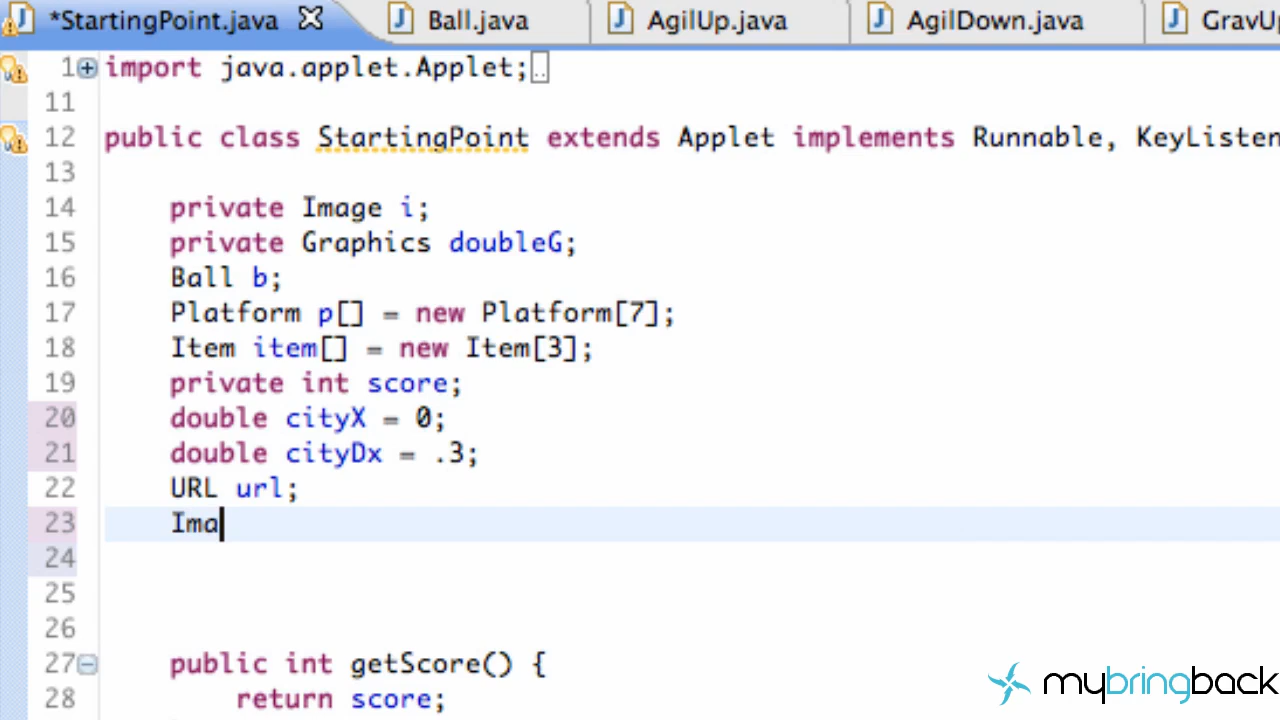 *StartingPoint.java Ball.java AgilUp.java AgilDown.java GravUp
1 import java.applet.Applet;
11
12 public class StartingPoint extends Applet implements Runnable, KeyListen
13
14 private Image i;
15 private Graphics doubleG;
16 Ball b;
17 Platform p[] = new Platform[7];
18 Item item[] = new Item[3];
19 private int score;
20 double cityX = 0;
21 double cityDx = .3;
22 URL url;
23 Ima
24
25
26
27 public int getScore() {
28 return score;
mybringback